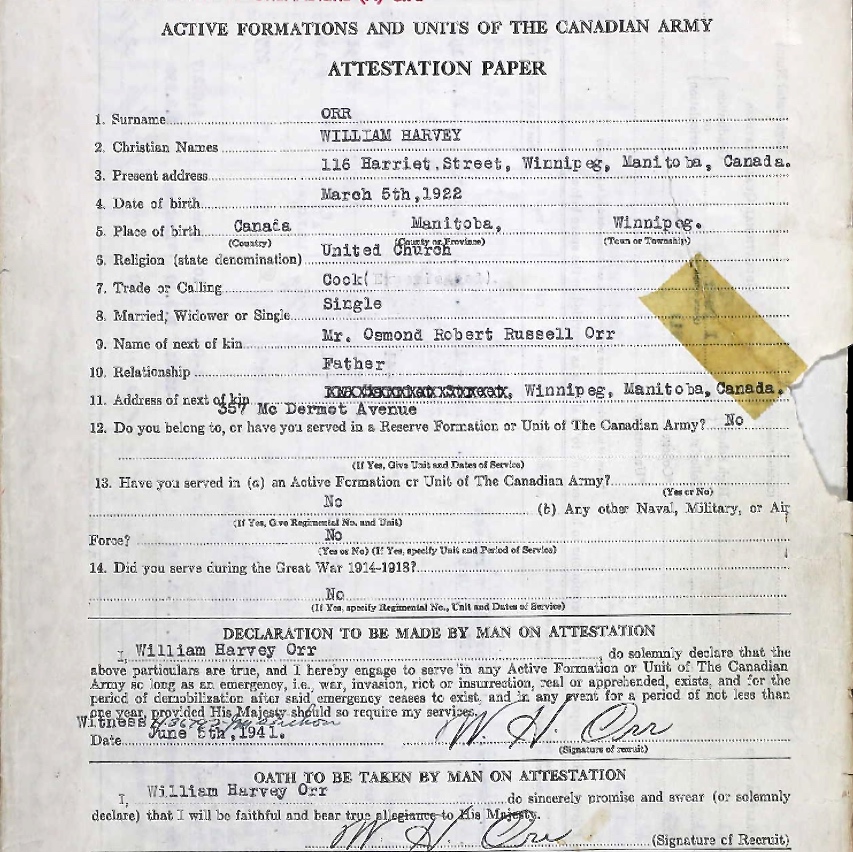 ACTIVE FORMATIONS AND UNITS OF THE CANADIAN ARMY
ATTESTATION PAPER
1. Surname ORR
2. Christian Names WILLIAM HARVEY
3. Present address 116 Harriet.Street, Winnipeg, Manitoba, Canada.
4. Date of birth March 5th,1922
5. Place of birth Canada Manitoba, Winnipeg.
(Country) (County or Province) (Town or Township)
6. Religion (state denomination) United Church
7. Trade or Calling Cook
8. Married, Widower or Single Single
9. Name of next of kin Mr. Osmond Robert Russell Orr
10. Relationship Father
11. Address of next of kin , Winnipeg, Manitoba, Canada.
357 Mc Dermot Avenue
12. Do you belong to, or have you served in a Reserve Formation or Unit of The Canadian Army? No
(If Yes, Give Unit and Dates of Service)
13. Have you served in (a) an Active Formation or Unit of The Canadian Army?
(Yes or No)
No (b) Any other Naval, Military, or Air
(If Yes, Give Regimental No. and Unit)
Force? No
(Yes or No) (If Yes, specify Unit and Period of Service)
14. Did you serve during the Great War 1914-1918?
No
(If Yes, specify Regimental No., Unit and Dates of Service)
DECLARATION TO BE MADE BY MAN ON ATTESTATION
I, William Harvey Orr do solemnly declare that the
above particulars are true, and I hereby engage to serve in any Active Formation or Unit of The Canadian
Army so long as an emergency, i.e., war, invasion, riot or insurrection, real or apprehended, exists, and for the
period of demobilization after said emergency ceases to exist, and in any event for a period of not less than
one year, provided His Majesty should so require my services.
Witness
Date June 6th,1941. W. H. Orr
(Signature of recruit)
OATH TO BE TAKEN BY MAN ON ATTESTATION
I, William Harvey Orr do sincerely promise and swear (or solemnly
declare) that I will be faithful and bear true allegiance to His Majesty.
W H Orr (Signature of Recruit)